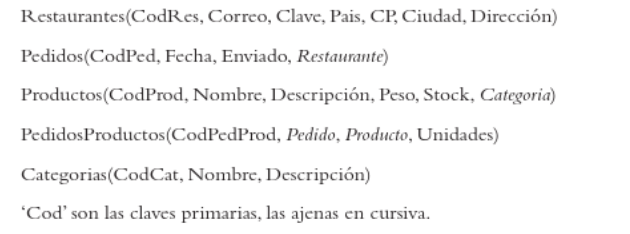 Restaurantes(CodRes, Correo, Clave, Pais, CP, Ciudad, Dirección)
Pedidos(CodPed, Fecha, Enviado, Restaurante)
Productos(CodProd, Nombre, Descripción, Peso, Stock, Categoria)
PedidosProductos(CodPedProd, Pedido, Producto, Unidades)
Categorias(CodCat, Nombre, Descripción)
‘Cod’ son las claves primarias, las ajenas en cursiva.